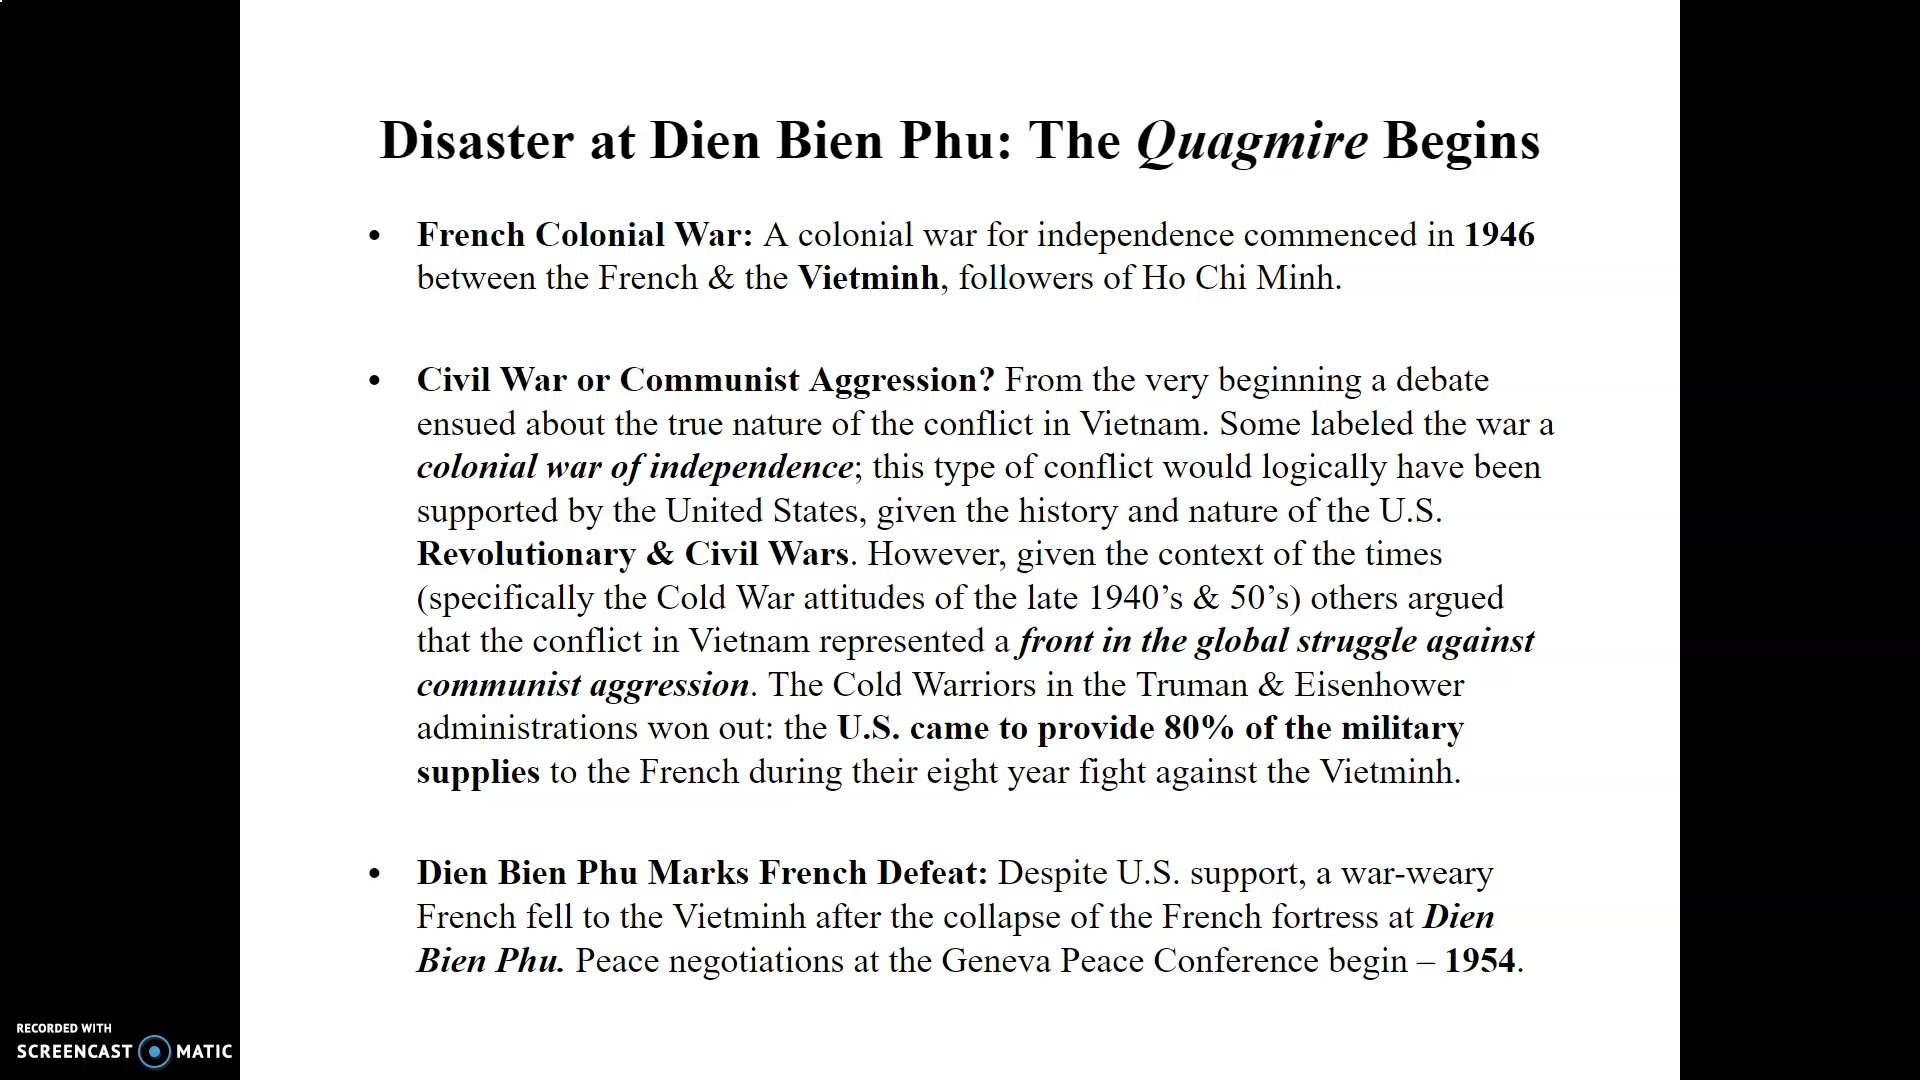 Disaster at Dien Bien Phu: The Quagmire Begins
• French Colonial War: A colonial war for independence commenced in 1946
between the French & the Vietminh, followers of Ho Chi Minh.
• Civil War or Communist Aggression? From the very beginning a debate
ensued about the true nature of the conflict in Vietnam. Some labeled the war a
colonial war of independence; this type of conflict would logically have been
supported by the United States, given the history and nature of the U.S.
Revolutionary & Civil Wars. However, given the context of the times
(specifically the Cold War attitudes of the late 1940’s & 50’s) others argued
that the conflict in Vietnam represented a front in the global struggle against
communist aggression. The Cold Warriors in the Truman & Eisenhower
administrations won out: the U.S. came to provide 80% of the military
supplies to the French during their eight year fight against the Vietminh.
• Dien Bien Phu Marks French Defeat: Despite U.S. support, a war-weary
French fell to the Vietminh after the collapse of the French fortress at Dien
Bien Phu. Peace negotiations at the Geneva Peace Conference begin – 1954.
RECORDED WITH
SCREENCAST MATIC